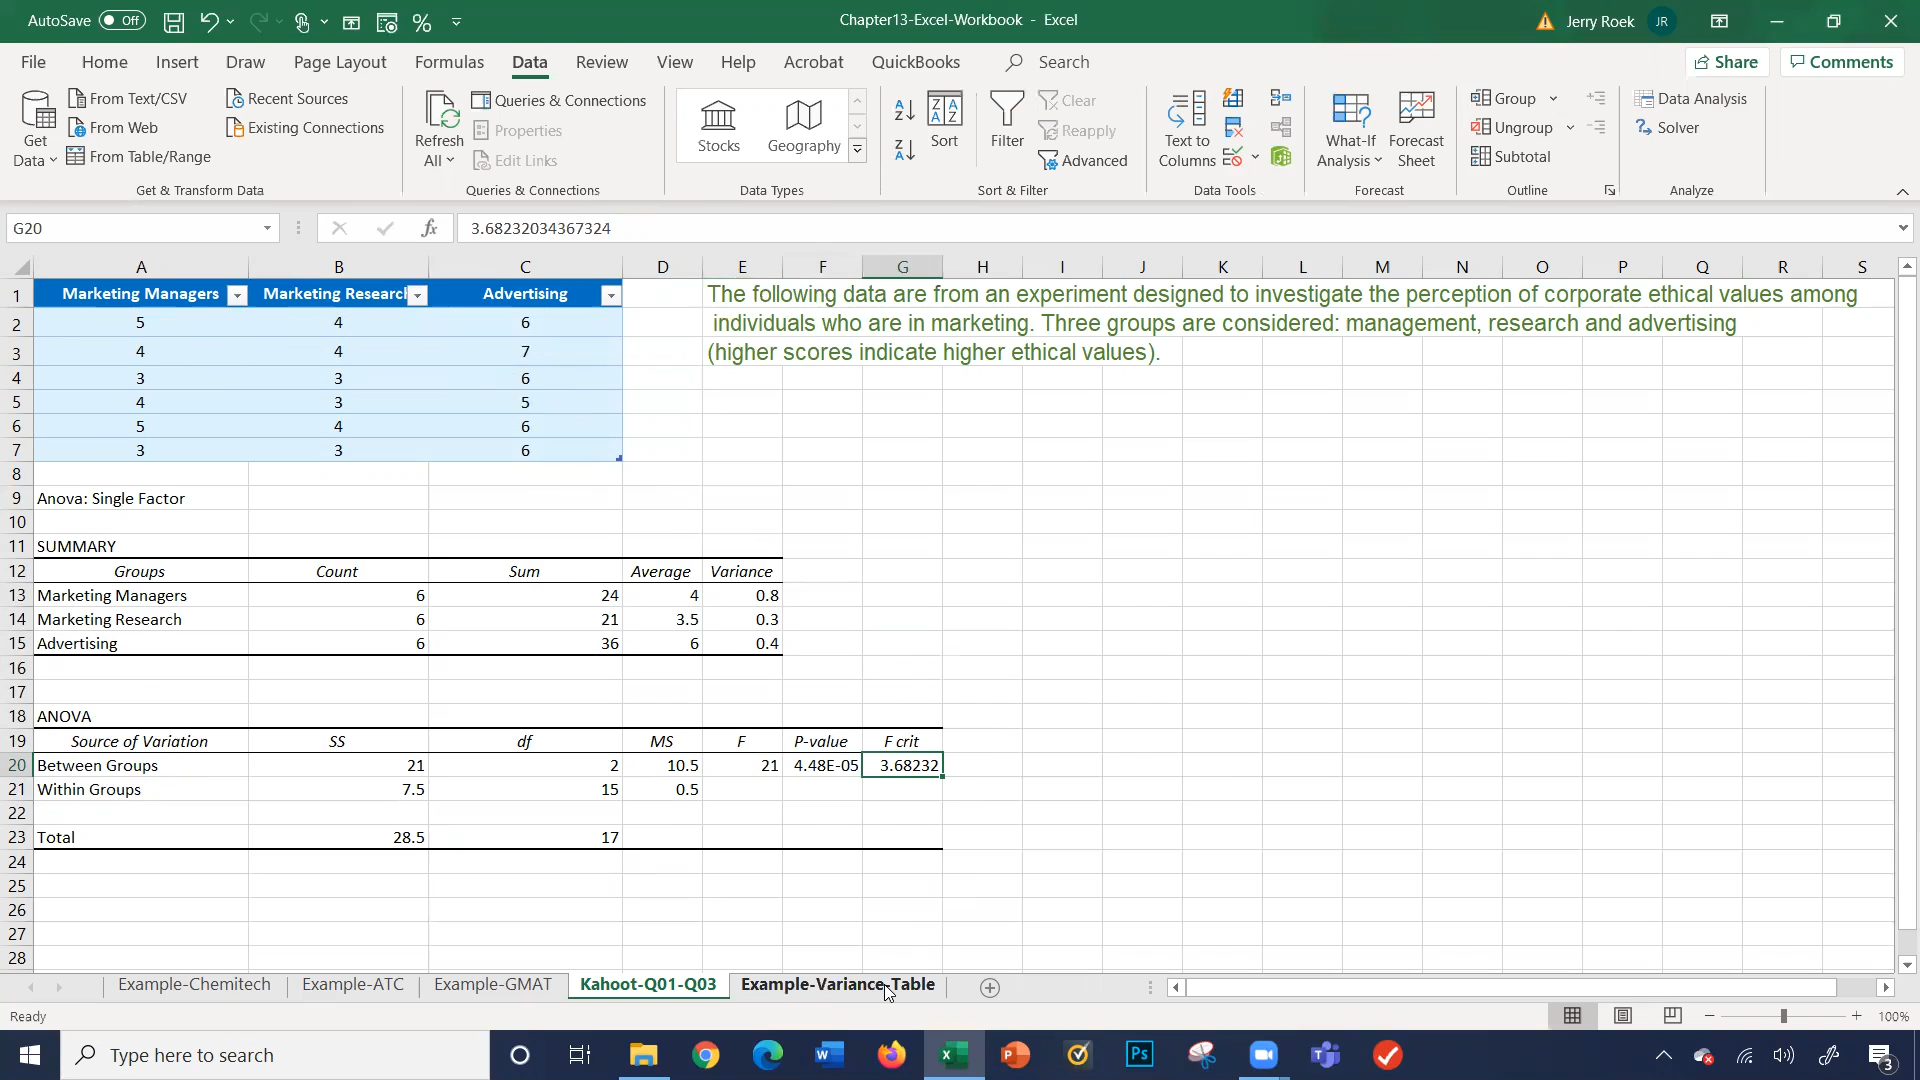 AutoSave Off
Chapter13-Excel-Workbook - Excel
Jerry Roek JR
File Home Insert Draw Page Layout Formulas Data Review View Help Acrobat QuickBooks Search Share Comments
Get Data
From Text/CSV
From Web
From Table/Range
Recent Sources
Existing Connections
Get & Transform Data
Refresh All
Queries & Connections
Properties
Edit Links
Queries & Connections
Stocks
Geography
Data Types
Sort
Filter
Clear
Reapply
Advanced
Sort & Filter
Text to Columns
Data Tools
What-If Analysis
Forecast Sheet
Forecast
Group
Ungroup
Subtotal
Outline
Data Analysis
Solver
Analyze
G20 fx 3.68232034367324
A B C D E F G H I J K L M N O P Q R S
1 Marketing Managers Marketing Research Advertising The following data are from an experiment designed to investigate the perception of corporate ethical values among
2 5 4 6 individuals who are in marketing. Three groups are considered: management, research and advertising
3 4 4 7 (higher scores indicate higher ethical values).
4 3 3 6
5 4 3 5
6 5 4 6
7 3 3 6
8
9 Anova: Single Factor
10
11 SUMMARY
12 Groups Count Sum Average Variance
13 Marketing Managers 6 24 4 0.8
14 Marketing Research 6 21 3.5 0.3
15 Advertising 6 36 6 0.4
16
17
18 ANOVA
19 Source of Variation SS df MS F P-value F crit
20 Between Groups 21 2 10.5 21 4.48E-05 3.68232
21 Within Groups 7.5 15 0.5
22
23 Total 28.5 17
24
25
26
27
28
Example-Chemitech Example-ATC Example-GMAT Kahoot-Q01-Q03 Example-Variance-Table
Ready 100%
Type here to search
3